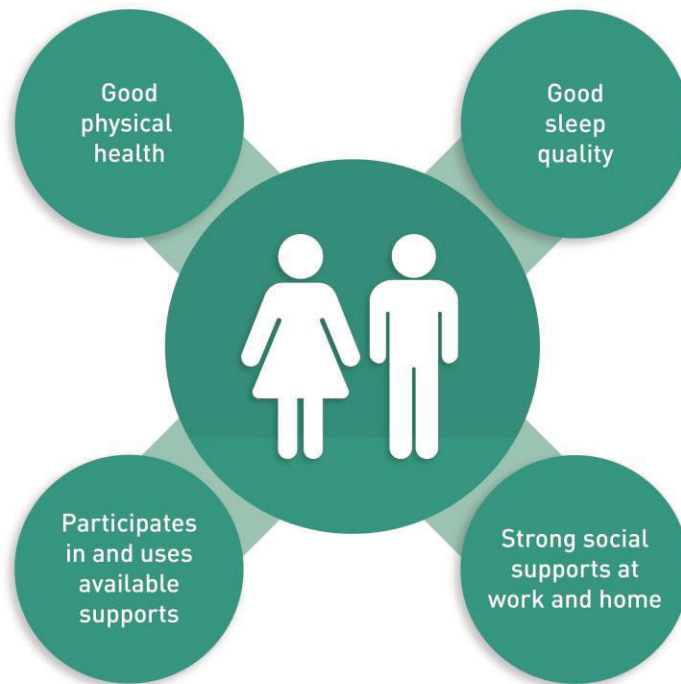 Good
physical
health
Good
sleep
quality
Participates
in and uses
available
supports
Strong social
supports at
work and home